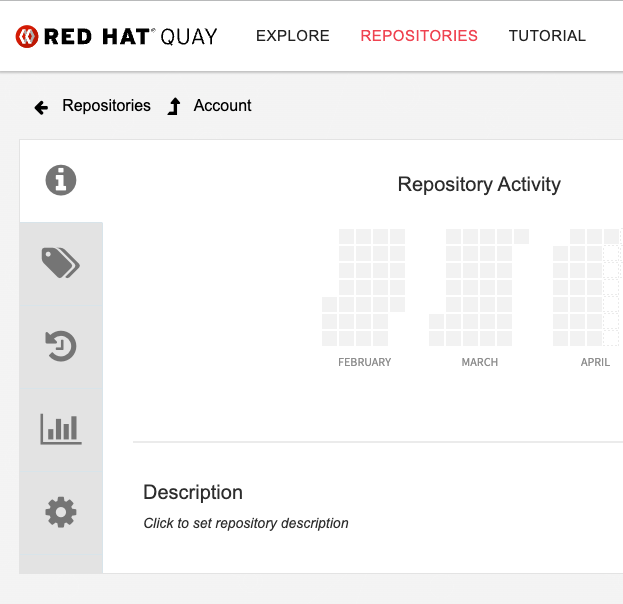 RED HAT® QUAY EXPLORE REPOSITORIES TUTORIAL
Repositories Account
Repository Activity
FEBRUARY MARCH APRIL
Description
Click to set repository description